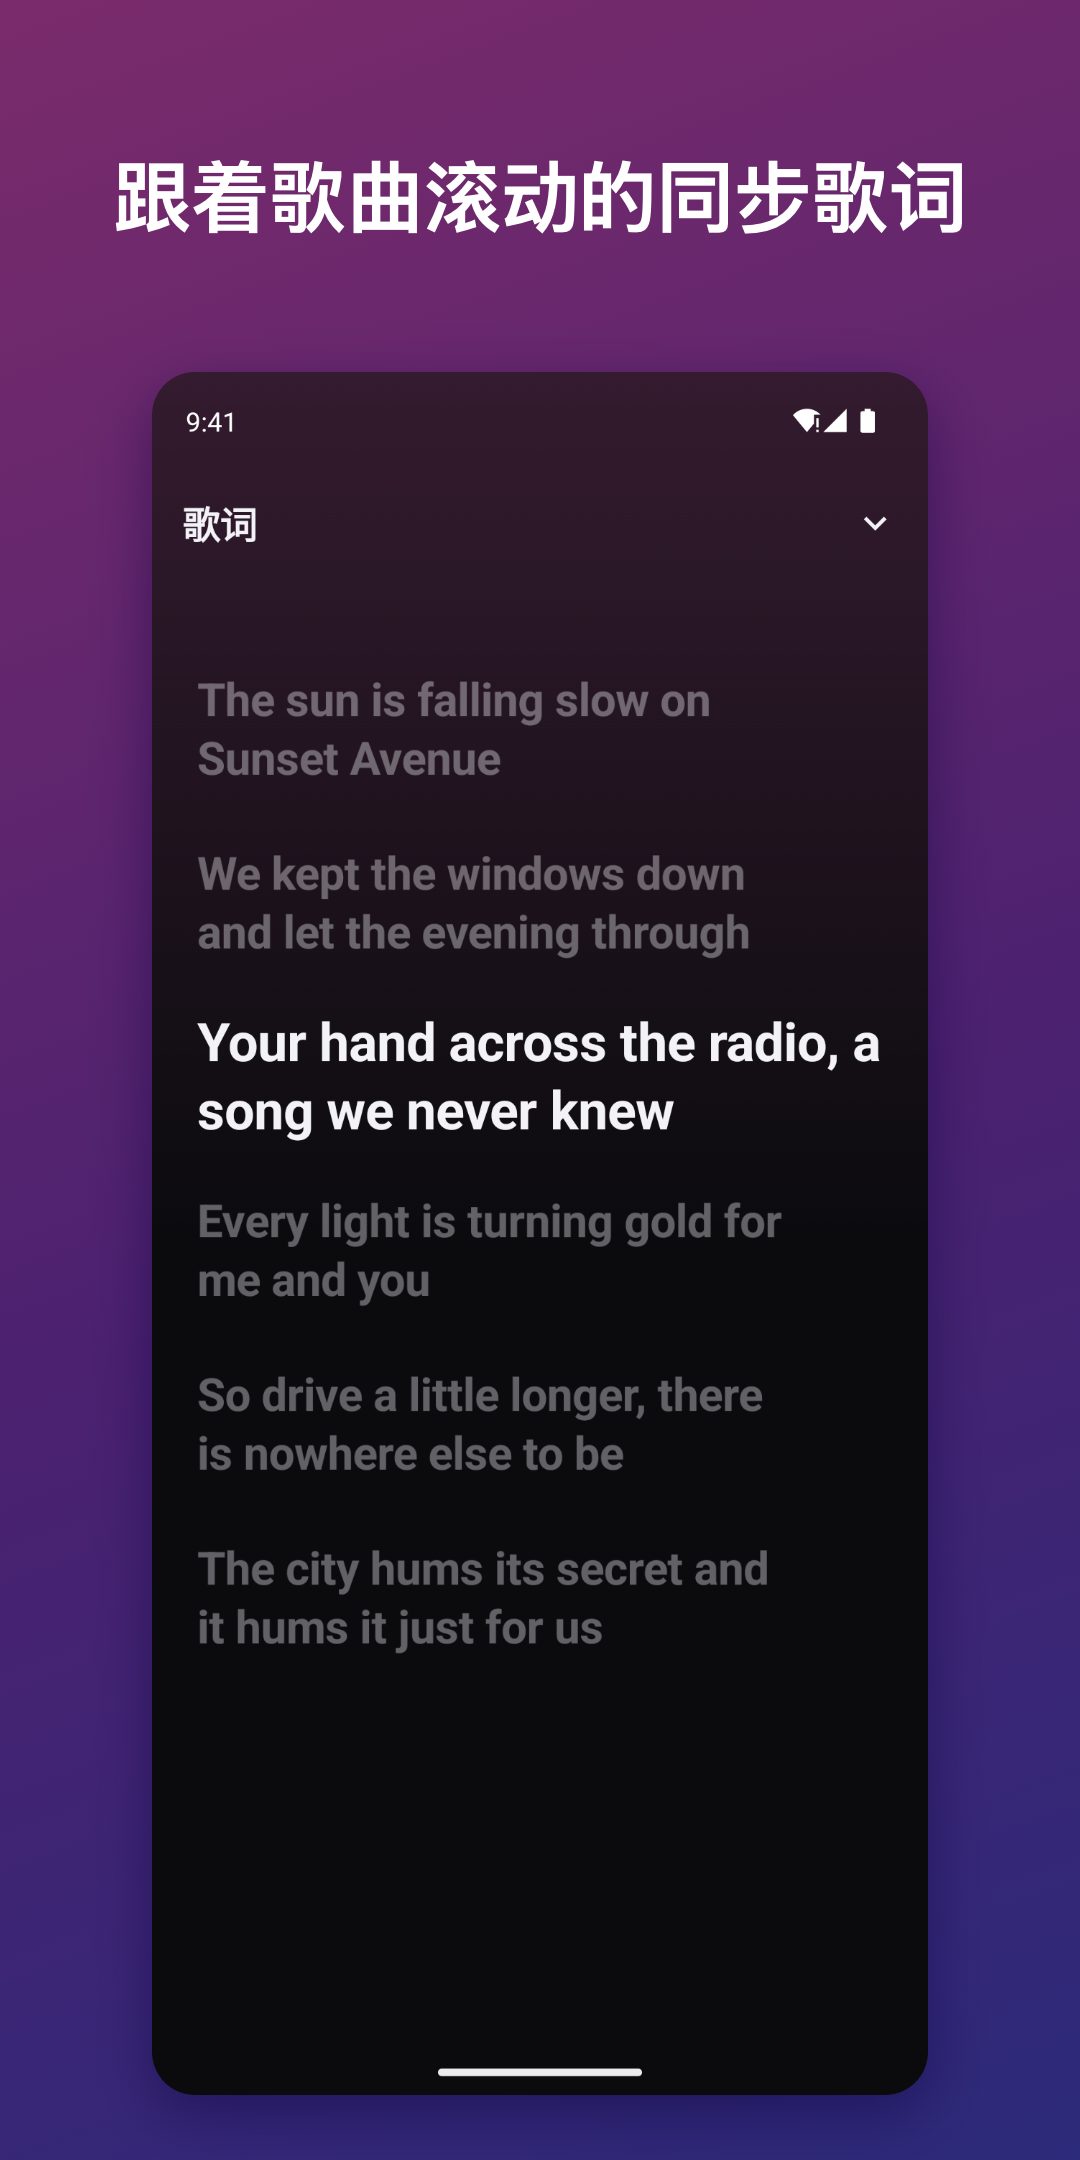 跟着歌曲滚动的同步歌词
9:41
歌词
The sun is falling slow on
Sunset Avenue
We kept the windows down
and let the evening through
Your hand across the radio, a
song we never knew
Every light is turning gold for
me and you
So drive a little longer, there
is nowhere else to be
The city hums its secret and
it hums it just for us